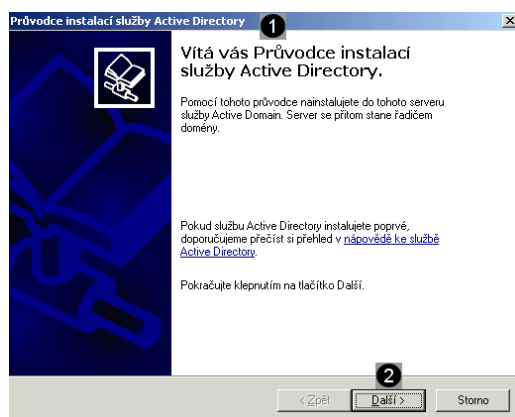 Průvodce instalací služby Active Directory
1
Vítá vás Průvodce instalací
služby Active Directory.
Pomocí tohoto průvodce nainstalujete do tohoto serveru
služby Active Domain. Server se přitom stane řadičem
domény.
Pokud službu Active Directory instalujete poprvé,
doporučujeme přečíst si přehled v nápovědě ke službě
Active Directory.
Pokračujte klepnutím na tlačítko Další.
2
< Zpět Další > Storno